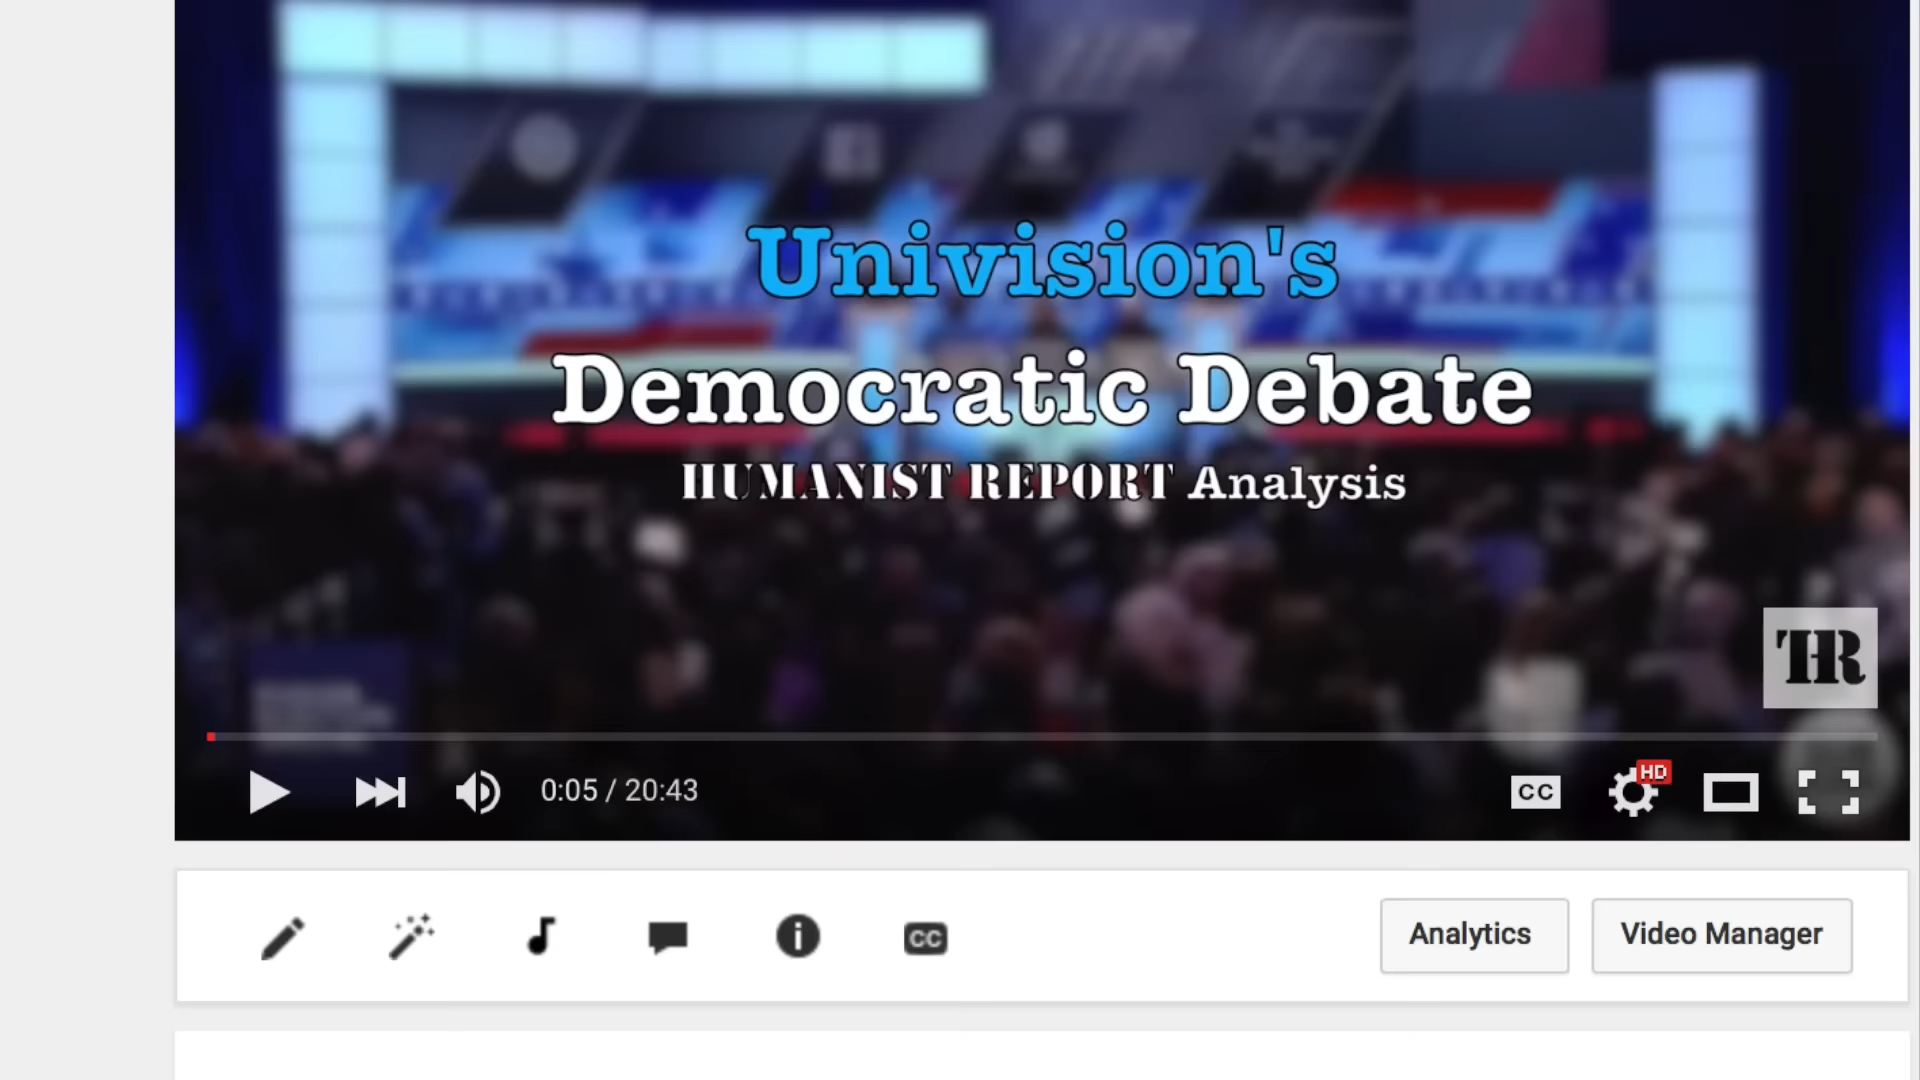 Univision's
Democratic Debate
HUMANIST REPORT Analysis
THR
0:05 / 20:43
CC
HD
CC
Analytics
Video Manager